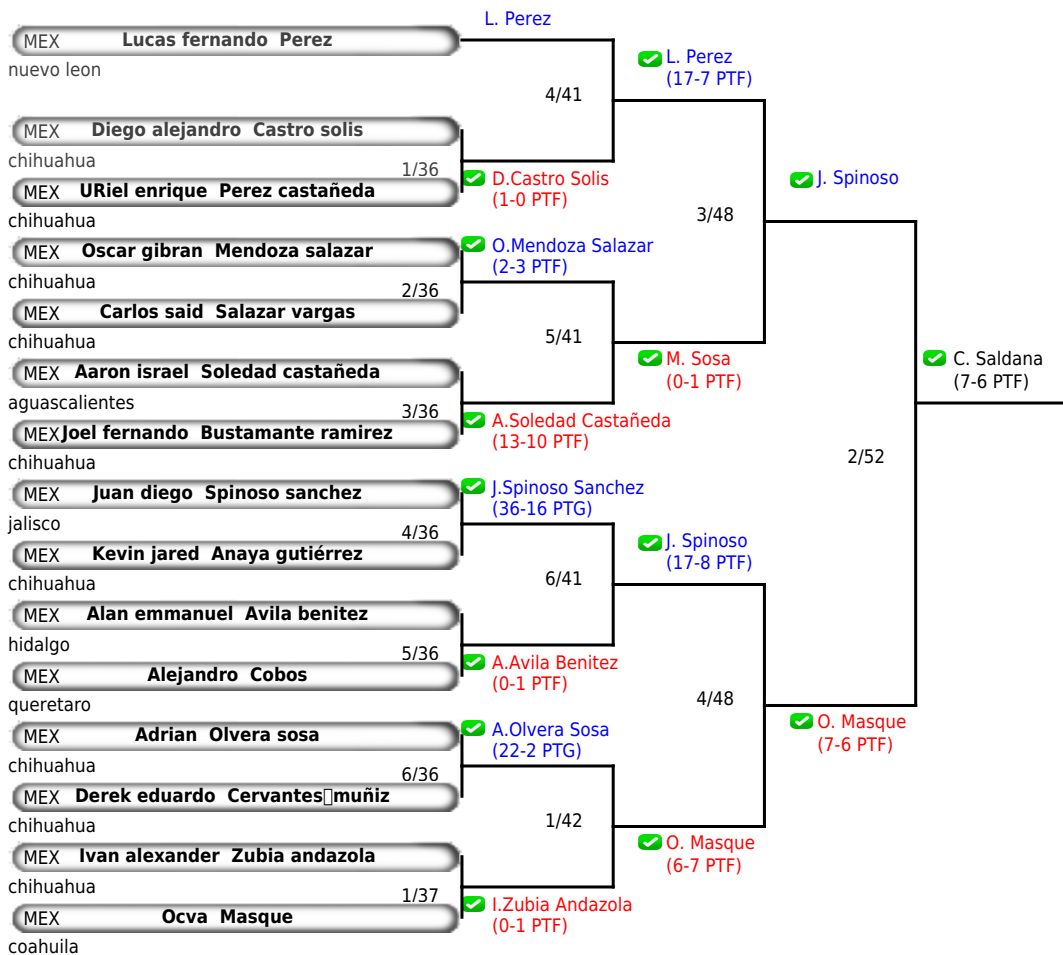 L. Perez
MEX Lucas fernando Perez
nuevo leon
L. Perez
(17-7 PTF)
4/41
MEX Diego alejandro Castro solis
chihuahua
1/36
D.Castro Solis
(1-0 PTF)
MEX URiel enrique Perez castañeda
chihuahua
J. Spinoso
3/48
MEX Oscar gibran Mendoza salazar
O.Mendoza Salazar
(2-3 PTF)
chihuahua
2/36
MEX Carlos said Salazar vargas
chihuahua
5/41
M. Sosa
(0-1 PTF)
C. Saldana
(7-6 PTF)
MEX Aaron israel Soledad castañeda
aguascalientes
3/36
A.Soledad Castañeda
(13-10 PTF)
MEX Joel fernando Bustamante ramirez
chihuahua
2/52
MEX Juan diego Spinoso sanchez
J.Spinoso Sanchez
(36-16 PTG)
jalisco
4/36
J. Spinoso
(17-8 PTF)
MEX Kevin jared Anaya gutiérrez
chihuahua
6/41
MEX Alan emmanuel Avila benitez
hidalgo
5/36
A.Avila Benitez
(0-1 PTF)
MEX Alejandro Cobos
queretaro
4/48
O. Masque
(7-6 PTF)
MEX Adrian Olvera sosa
A.Olvera Sosa
(22-2 PTG)
chihuahua
6/36
MEX Derek eduardo Cervantes▯muñiz
chihuahua
1/42
O. Masque
(6-7 PTF)
MEX Ivan alexander Zubia andazola
chihuahua
1/37
I.Zubia Andazola
(0-1 PTF)
MEX Ocva Masque
coahuila